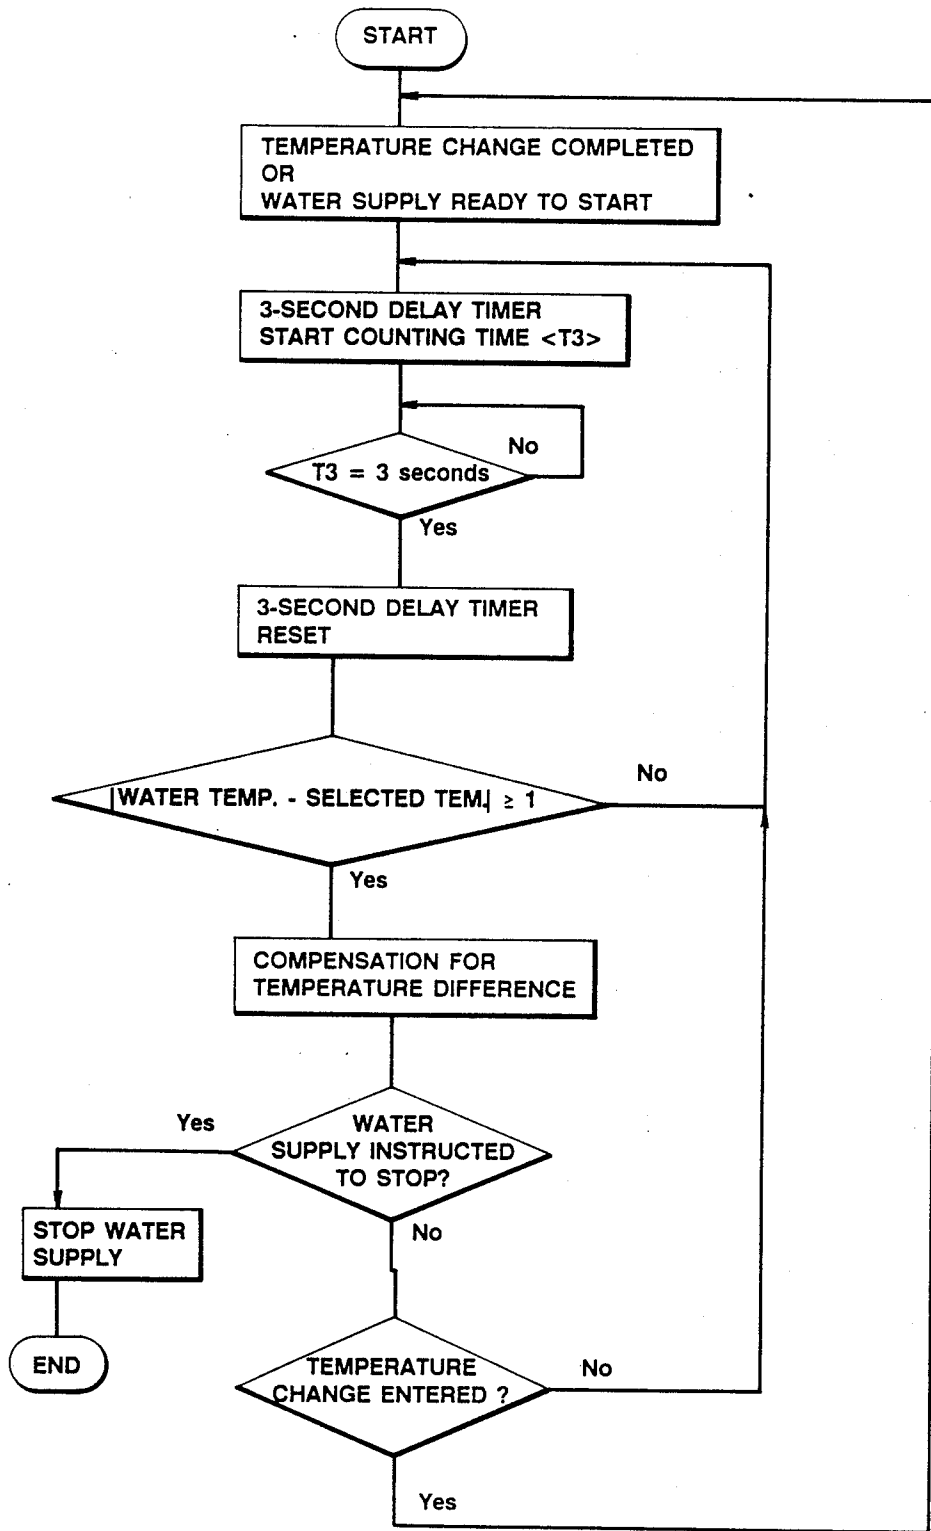 START
TEMPERATURE CHANGE COMPLETED
OR
WATER SUPPLY READY TO START
3-SECOND DELAY TIMER
START COUNTING TIME <T3>
No
T3 = 3 seconds
Yes
3-SECOND DELAY TIMER
RESET
No
|WATER TEMP. - SELECTED TEM.| ≥ 1
Yes
COMPENSATION FOR
TEMPERATURE DIFFERENCE
Yes
WATER
SUPPLY INSTRUCTED
TO STOP?
No
STOP WATER
SUPPLY
END
TEMPERATURE
CHANGE ENTERED ?
No
Yes